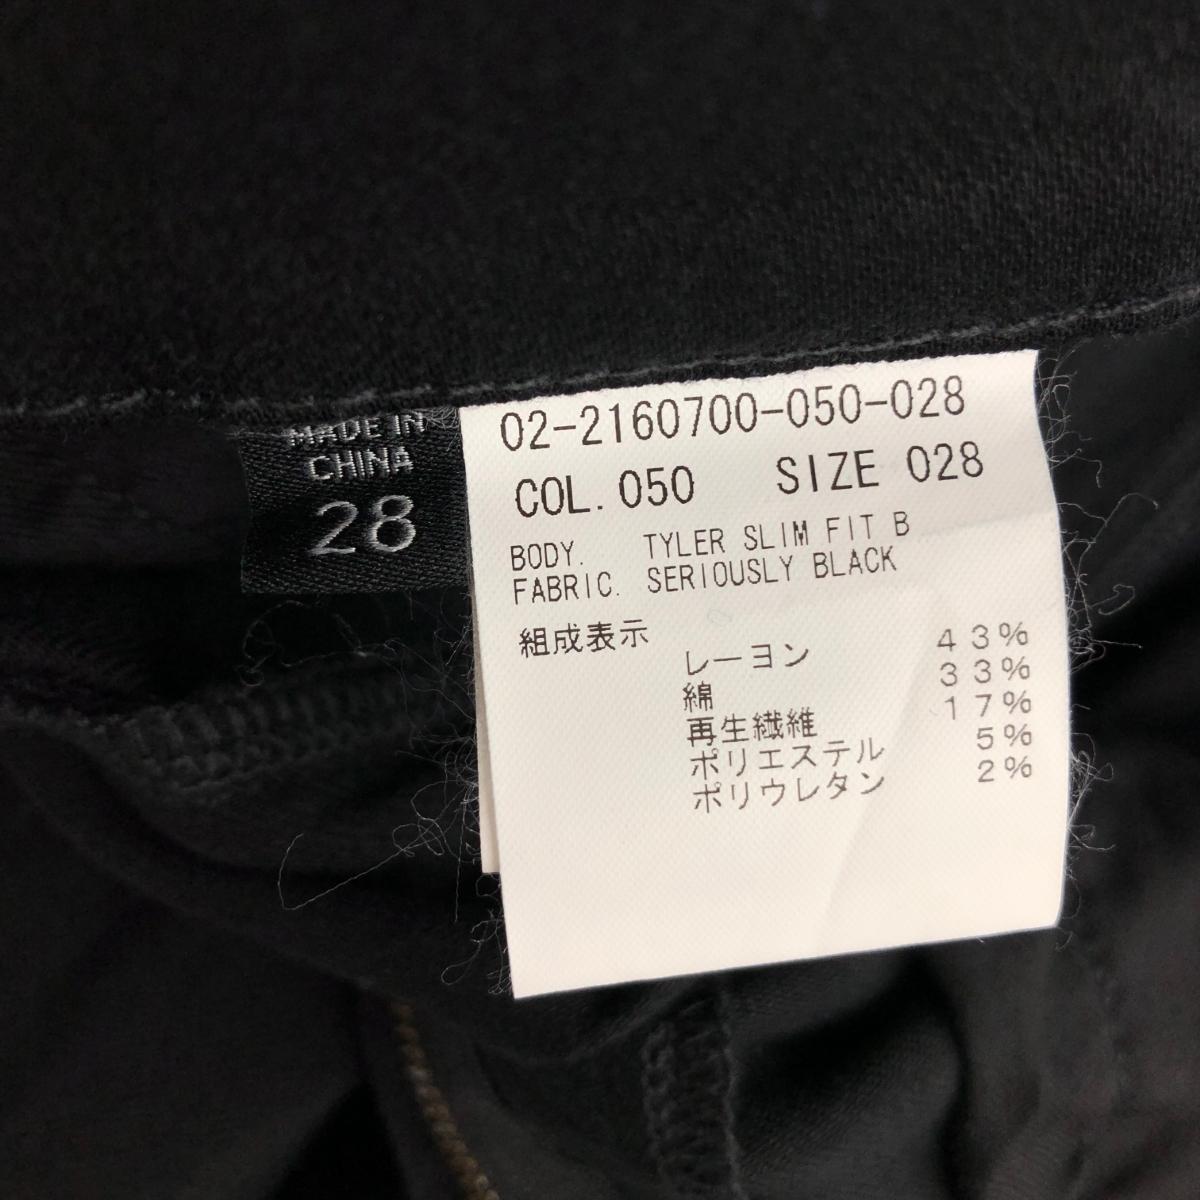 MADE IN
CHINA
28
02-2160700-050-028
COL. 050 SIZE 028
BODY. TYLER SLIM FIT B
FABRIC. SERIOUSLY BLACK
組成表示
レーヨン 43%
綿 33%
再生繊維 17%
ポリエステル 5%
ポリウレタン 2%